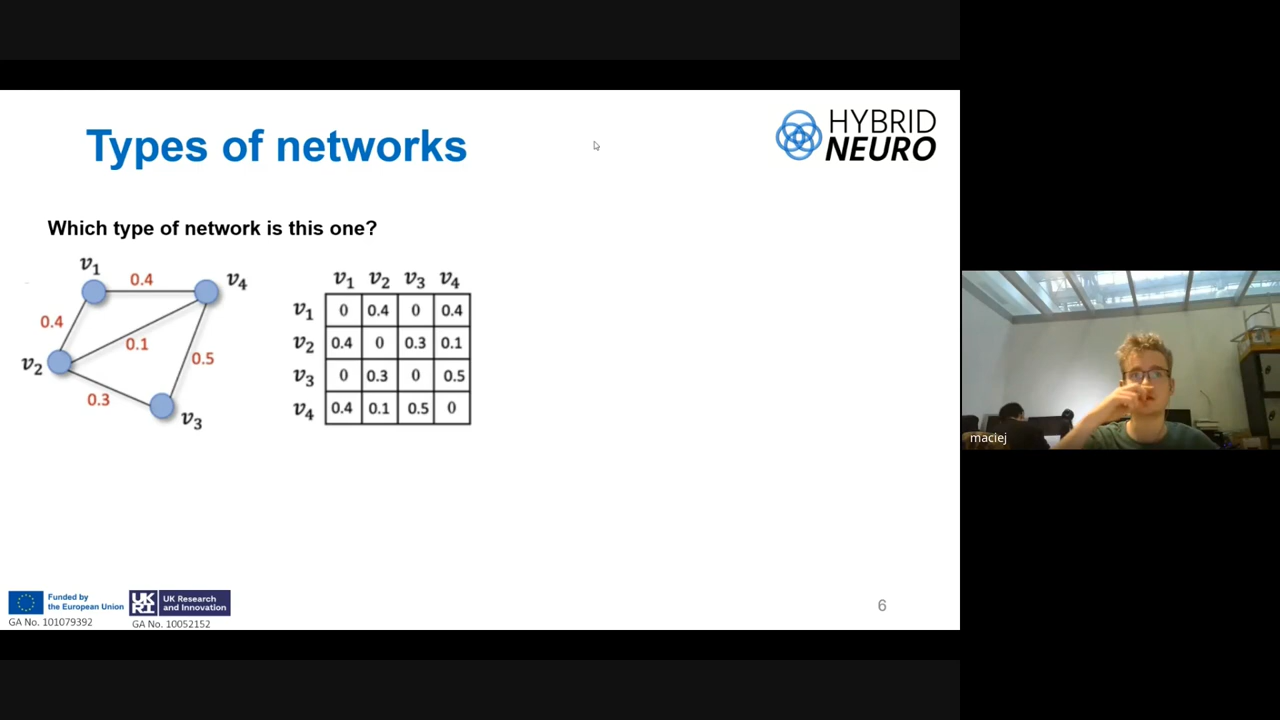 Types of networks
HYBRID
NEURO
Which type of network is this one?
v1
0.4
v4
0.4
0.1
0.5
v2
0.3
v3
v1 v2 v3 v4
v1 0 0.4 0 0.4
v2 0.4 0 0.3 0.1
v3 0 0.3 0 0.5
v4 0.4 0.1 0.5 0
maciej
Funded by
the European Union
GA No. 101079392
UK
RI
UK Research
and Innovation
GA No. 10052152
6